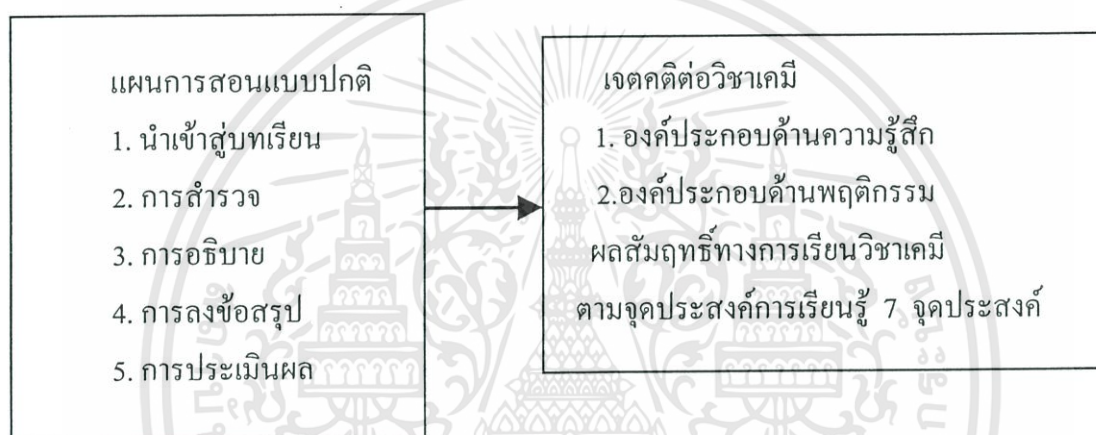 แผนการสอนแบบปกติ
1. นำเข้าสู่บทเรียน
2. การสำรวจ
3. การอธิบาย
4. การลงข้อสรุป
5. การประเมินผล
เจตคติต่อวิชาเคมี
1. องค์ประกอบด้านความรู้สึก
2.องค์ประกอบด้านพฤติกรรม
ผลสัมฤทธิ์ทางการเรียนวิชาเคมี
ตามจุดประสงค์การเรียนรู้ 7 จุดประสงค์